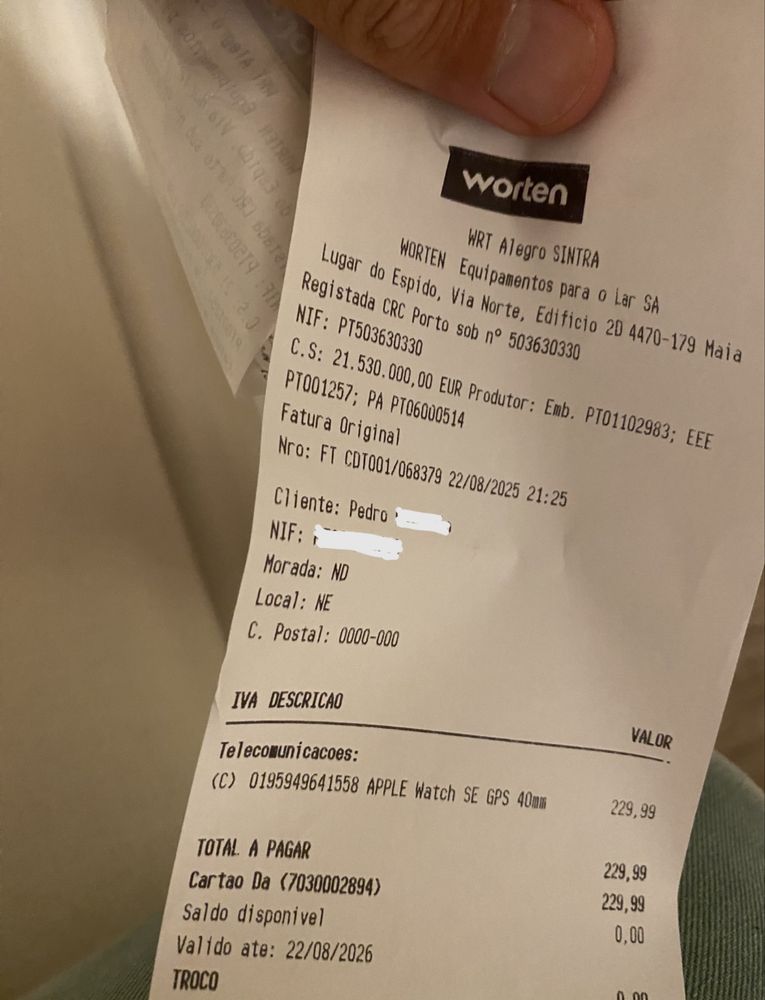 worten
WRT Alegro SINTRA
WORTEN Equipamentos para o Lar SA
Lugar do Espido, Via Norte, Edificio 2D 4470-179 Maia
Registada CRC Porto sob nº 503630330
NIF: PT503630330
C.S: 21.530.000,00 EUR Produtor: Emb. PT01102983; EEE
PT001257; PA PT06000514
Fatura Original
Nro: FT CDT001/068379 22/08/2025 21:25
Cliente: Pedro
NIF:
Morada: ND
Local: NE
C. Postal: 0000-000
IVA DESCRICAO VALOR
Telecomunicacoes:
(C) 0195949641558 APPLE Watch SE GPS 40mm 229,99
TOTAL A PAGAR 229,99
Cartao Da (7030002894) 229,99
Saldo disponivel 0,00
Valido ate: 22/08/2026
TROCO 0,00